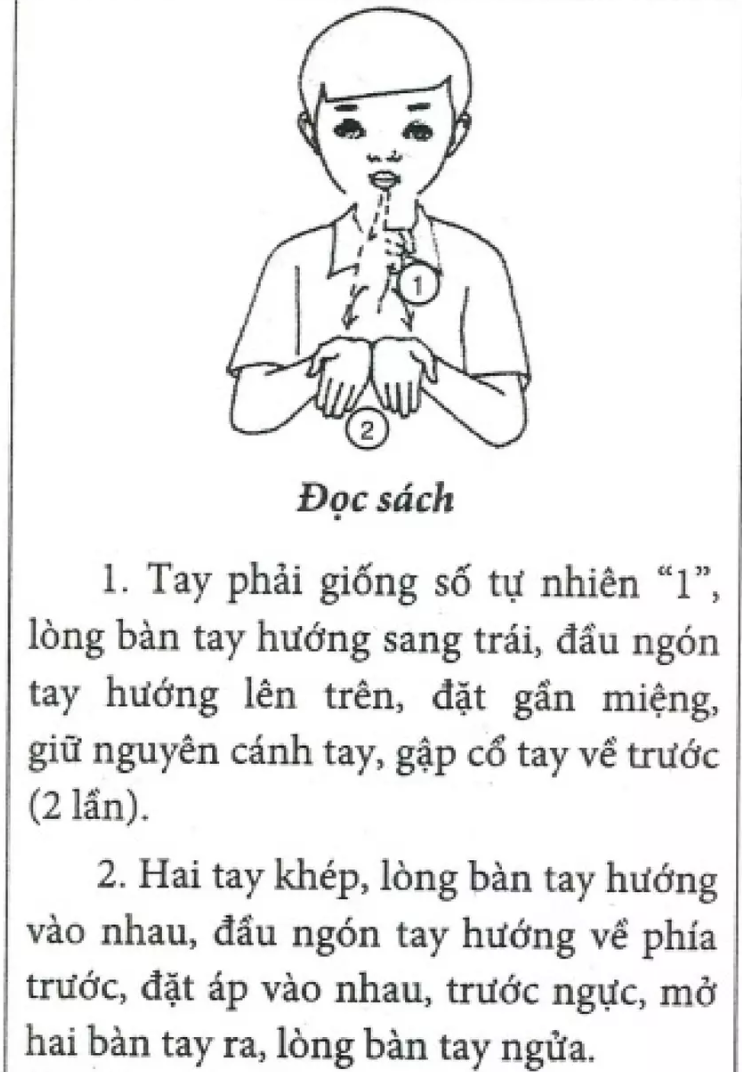 1
2
Đọc sách
1. Tay phải giống số tự nhiên “1”,
lòng bàn tay hướng sang trái, đầu ngón
tay hướng lên trên, đặt gần miệng,
giữ nguyên cánh tay, gập cổ tay về trước
(2 lần).
2. Hai tay khép, lòng bàn tay hướng
vào nhau, đầu ngón tay hướng về phía
trước, đặt áp vào nhau, trước ngực, mở
hai bàn tay ra, lòng bàn tay ngửa.